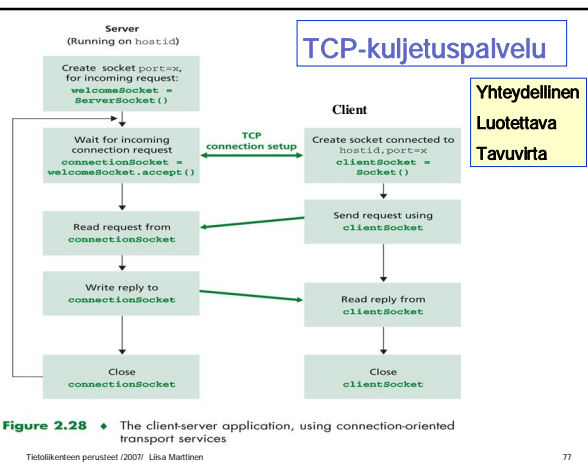 TCP-kuljetuspalvelu
Yhteydellinen
Luotettava
Tavuvirta
Server
(Running on hostid)
Create socket port=x,
for incoming request:
welcomeSocket =
ServerSocket()
Wait for incoming
connection request
connectionSocket =
welcomeSocket.accept()
Read request from
connectionSocket
Write reply to
connectionSocket
Close
connectionSocket
TCP
connection setup
Client
Create socket connected to
hostid,port=x
clientSocket =
Socket()
Send request using
clientSocket
Read reply from
clientSocket
Close
clientSocket
Figure 2.28 ♦ The client-server application, using connection-oriented
transport services
Tietoliikenteen perusteet /2007/ Liisa Marttinen
77